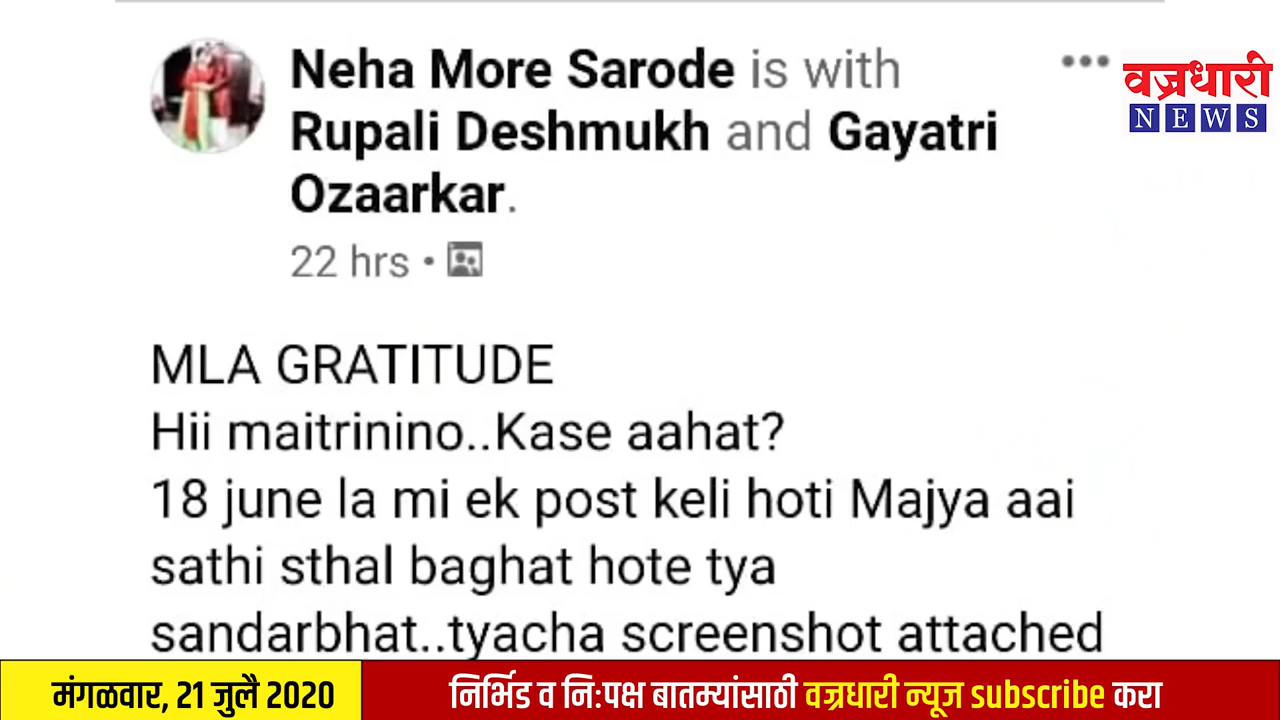 Neha More Sarode is with
Rupali Deshmukh and Gayatri
Ozaarkar.
22 hrs •
वज्रधारी
NEWS
MLA GRATITUDE
Hii maitrinino..Kase aahat?
18 june la mi ek post keli hoti Majya aai
sathi sthal baghat hote tya
sandarbhat..tyacha screenshot attached
मंगळवार, 21 जुलै 2020
निर्भिड व नि:पक्ष बातम्यांसाठी वज्रधारी न्यूज subscribe करा